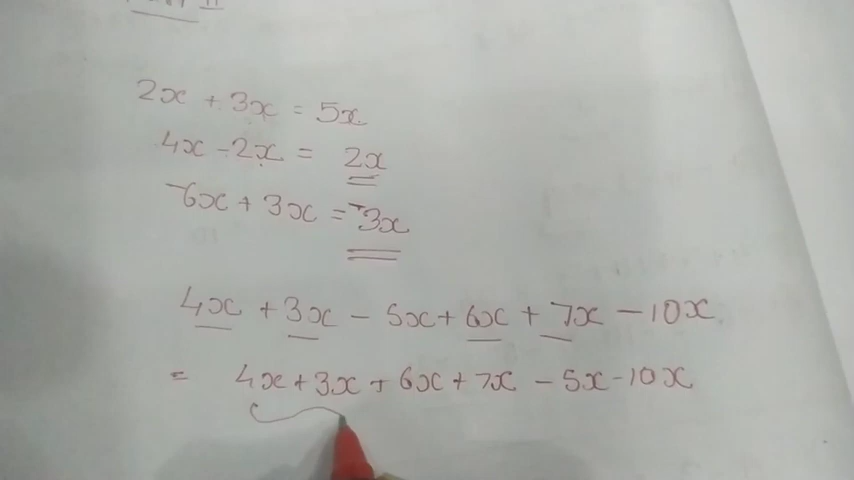 2x + 3x = 5x
4x - 2x = 2x
-6x + 3x = -3x
4x + 3x - 5x + 6x + 7x - 10x
= 4x + 3x + 6x + 7x - 5x - 10x